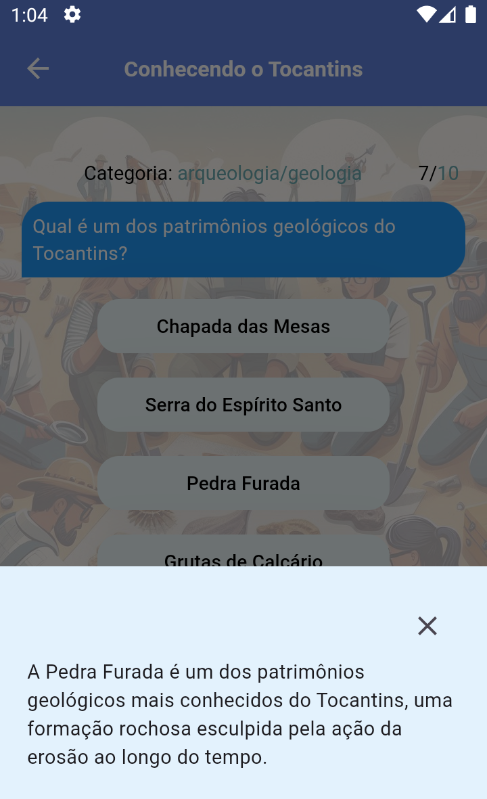 1:04
Conhecendo o Tocantins
Categoria: arqueologia/geologia 7/10
Qual é um dos patrimônios geológicos do
Tocantins?
Chapada das Mesas
Serra do Espírito Santo
Pedra Furada
Grutas de Calcário
A Pedra Furada é um dos patrimônios
geológicos mais conhecidos do Tocantins, uma
formação rochosa esculpida pela ação da
erosão ao longo do tempo.